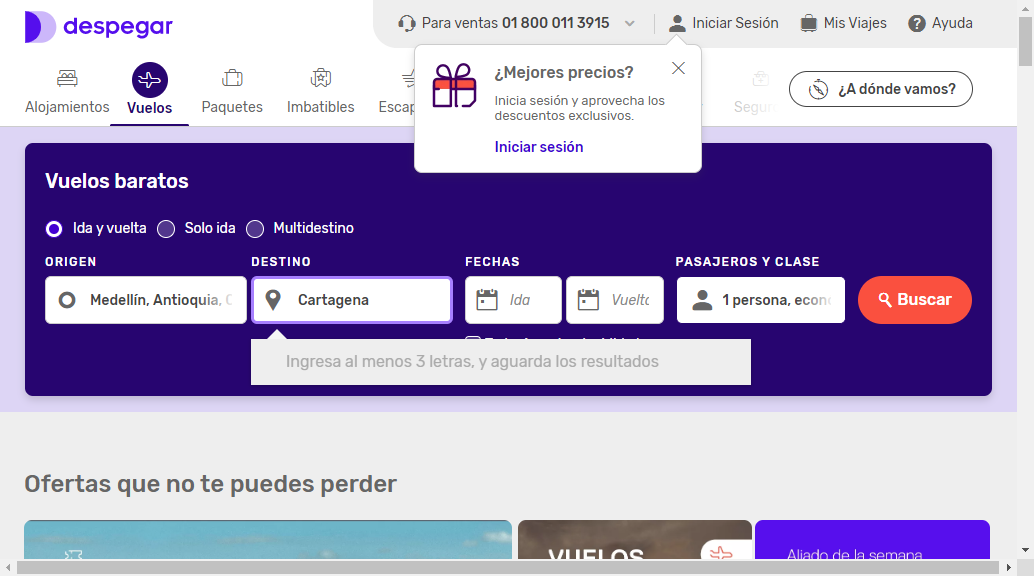 despegar
Para ventas 01 800 011 3915
Iniciar Sesión
Mis Viajes
Ayuda
Alojamientos
Vuelos
Paquetes
Imbatibles
Escap
Segur
¿A dónde vamos?
¿Mejores precios?
Inicia sesión y aprovecha los
descuentos exclusivos.
Iniciar sesión
Vuelos baratos
Ida y vuelta
Solo ida
Multidestino
ORIGEN
DESTINO
FECHAS
PASAJEROS Y CLASE
Medellín, Antioquia, C
Cartagena
Ida
Vuelta
1 persona, econ
Buscar
Ingresa al menos 3 letras, y aguarda los resultados
Ofertas que no te puedes perder
VUELOS
Aliado de la semana